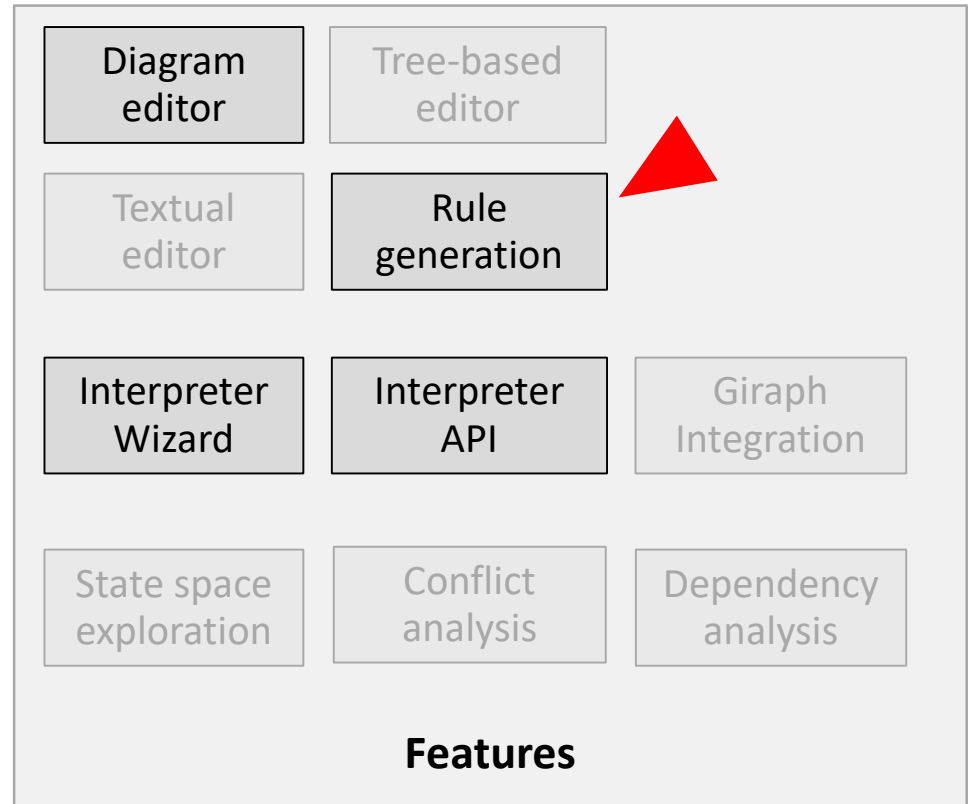 Diagram
editor
Tree-based
editor
Textual
editor
Rule
generation
Interpreter
Wizard
Interpreter
API
Giraph
Integration
State space
exploration
Conflict
analysis
Dependency
analysis
Features